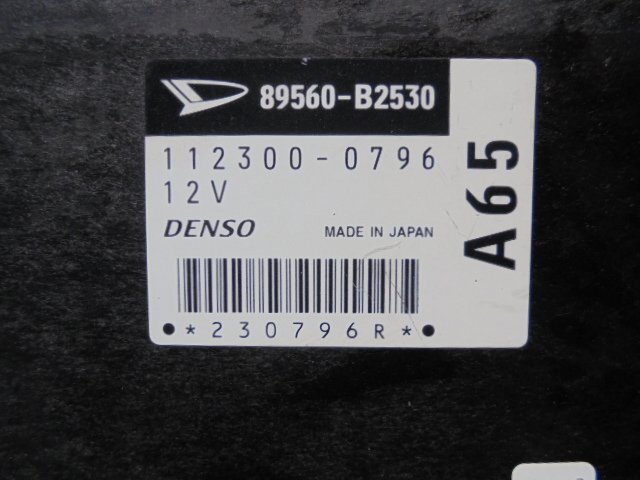 89560-B2530
112300-0796
12V
DENSO MADE IN JAPAN
*230796R*
A65